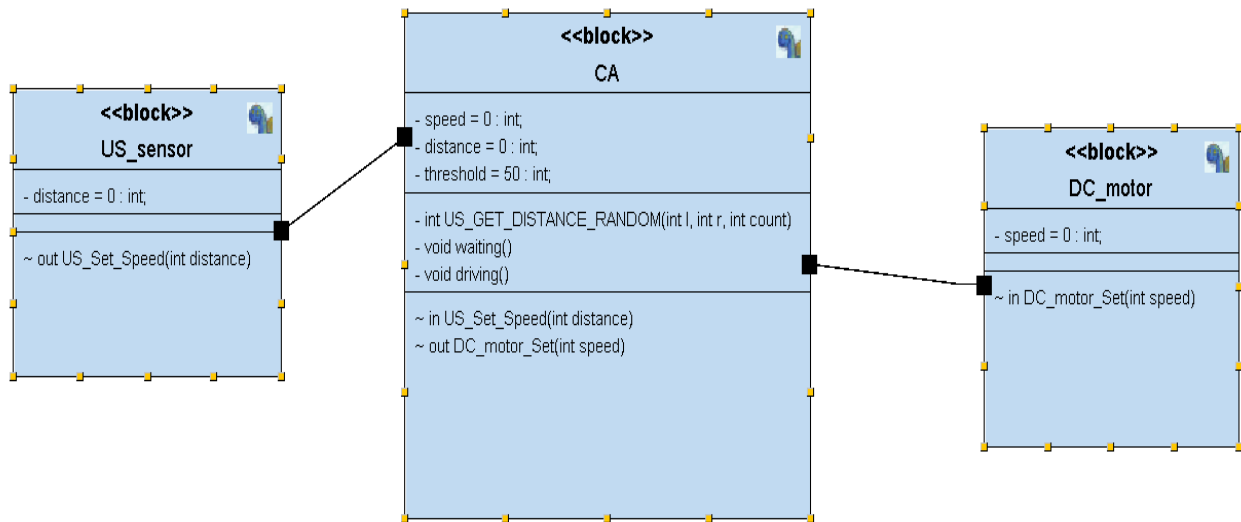 <<block>>
US_sensor
- distance = 0 : int;
~ out US_Set_Speed(int distance)
<<block>>
CA
- speed = 0 : int;
- distance = 0 : int;
- threshold = 50 : int;
- int US_GET_DISTANCE_RANDOM(int l, int r, int count)
- void waiting()
- void driving()
~ in US_Set_Speed(int distance)
~ out DC_motor_Set(int speed)
<<block>>
DC_motor
- speed = 0 : int;
~ in DC_motor_Set(int speed)